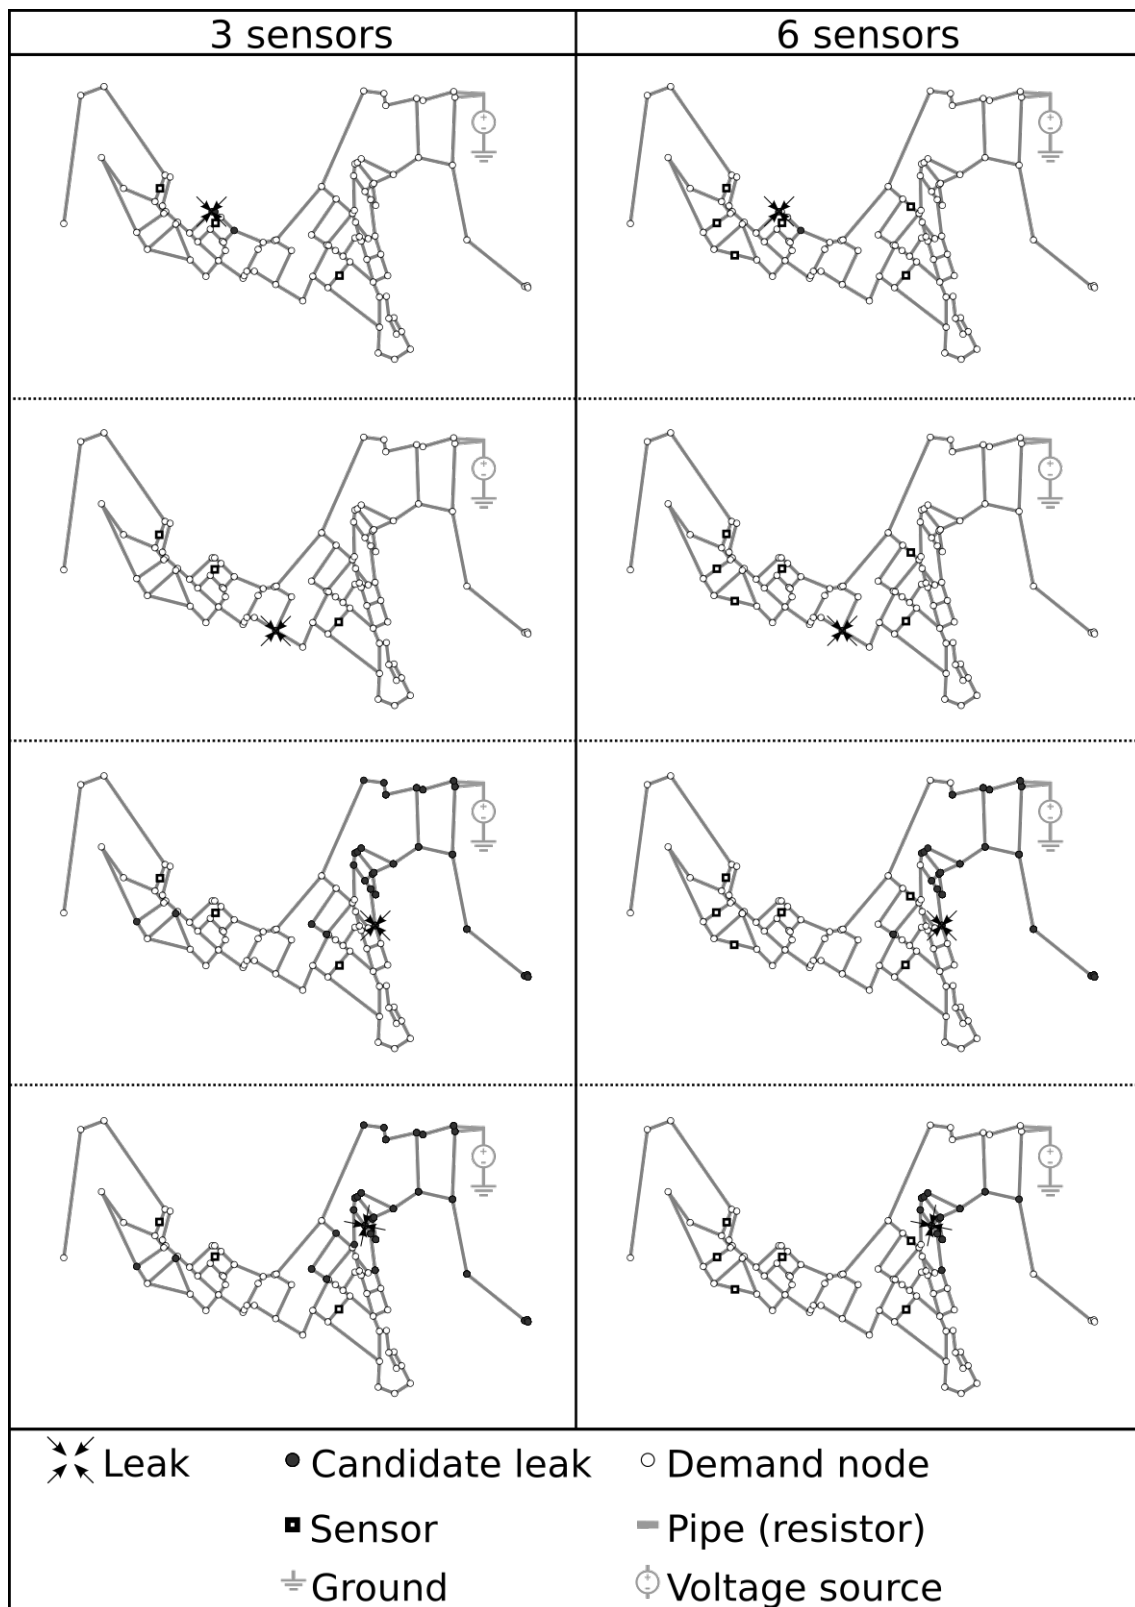 3 sensors 6 sensors
Leak Candidate leak Demand node
Sensor Pipe (resistor)
Ground Voltage source